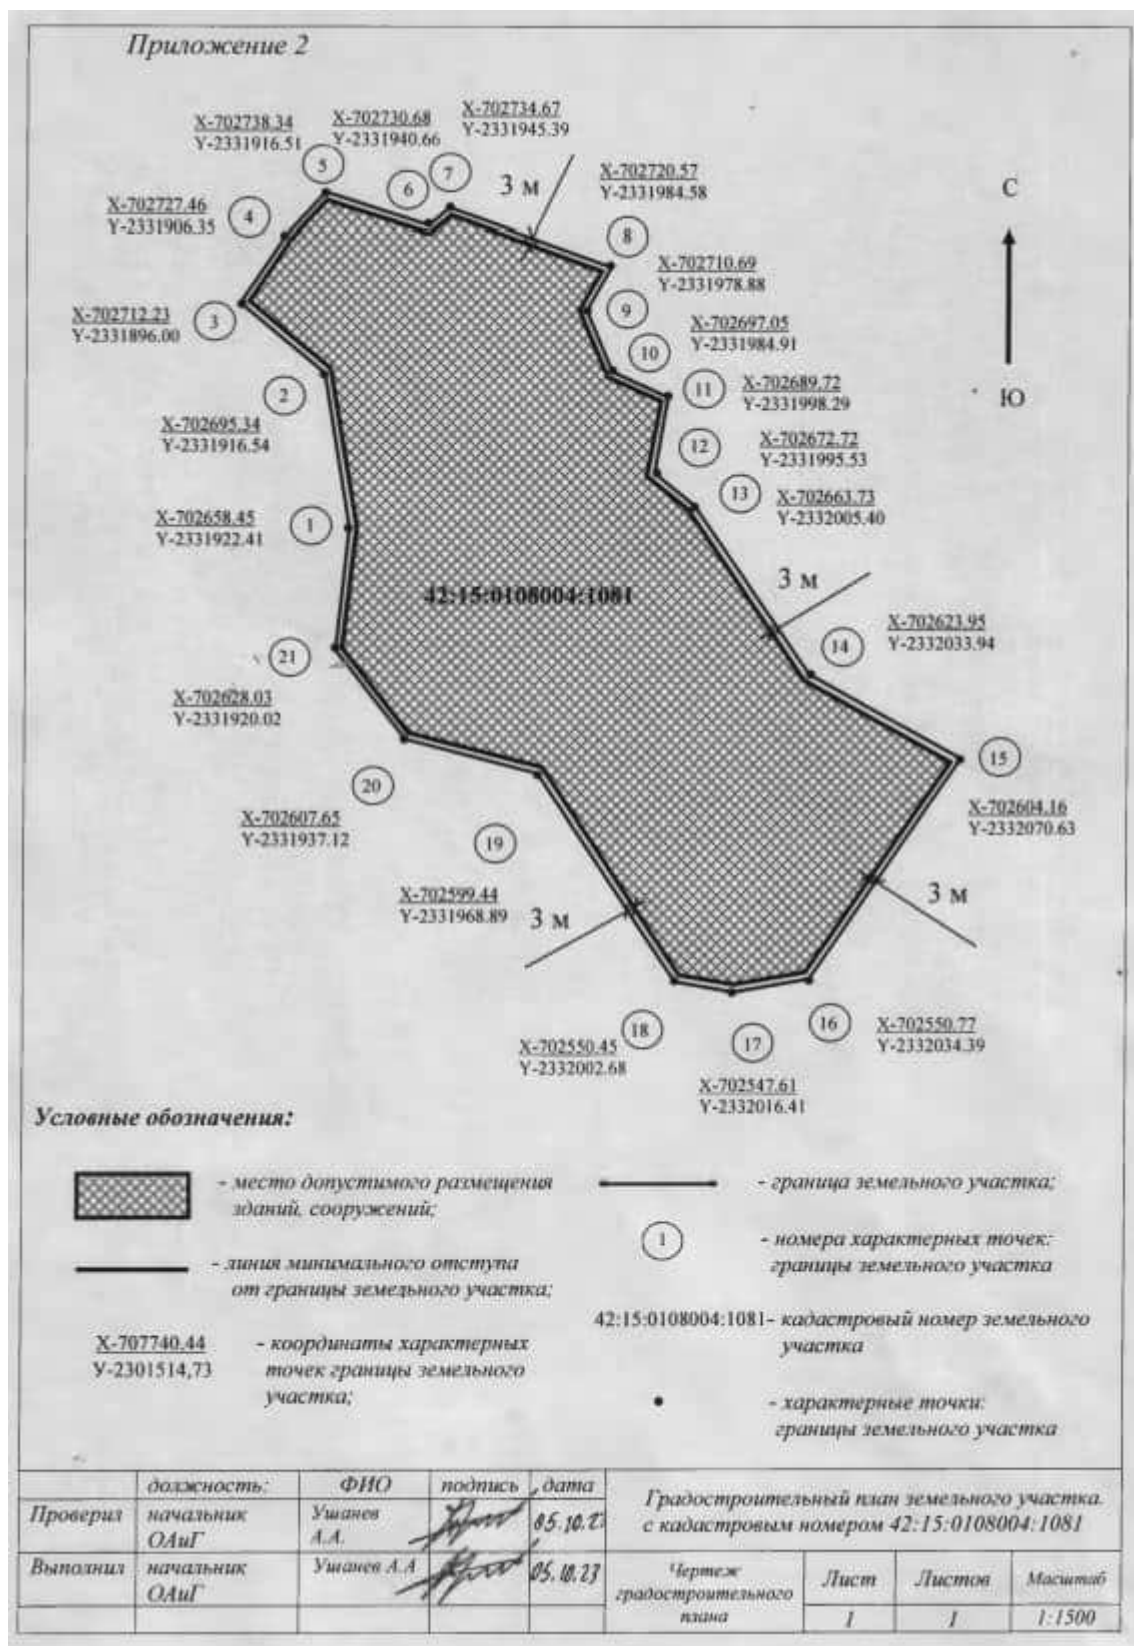 Приложение 2
X-702738.34
Y-2331916.51
X-702730.68
Y-2331940.66
X-702734.67
Y-2331945.39
5
6
7
3 м
X-702720.57
Y-2331984.58
С
X-702727.46
Y-2331906.35
4
8
X-702710.69
Y-2331978.88
X-702712.23
Y-2331896.00
3
9
X-702697.05
Y-2331984.91
10
2
11
X-702689.72
Y-2331998.29
Ю
X-702695.34
Y-2331916.54
12
X-702672.72
Y-2331995.53
13
X-702663.73
Y-2332005.40
X-702658.45
Y-2331922.41
1
3 м
42:15:0108004:1081
X-702623.95
Y-2332033.94
14
21
X-702628.03
Y-2331920.02
15
20
X-702607.65
Y-2331937.12
X-702604.16
Y-2332070.63
19
X-702599.44
Y-2331968.89
3 м
3 м
18
16
17
X-702550.77
Y-2332034.39
X-702550.45
Y-2332002.68
X-702547.61
Y-2332016.41
Условные обозначения:
- место допустимого размещения
зданий, сооружений;
- граница земельного участка;
- линия минимального отступа
от границы земельного участка;
1
- номера характерных точек:
границы земельного участка
X-707740.44
У-2301514,73
- координаты характерных
точек границы земельного
участка;
42:15:0108004:1081- кадастровый номер земельного
участка
- характерные точки:
границы земельного участка
должность: ФИО подпись дата
Проверил начальник ОАиГ Ушанев А.А. 05.10.2
Выполнил начальник ОАиГ Ушанев А.А 05.10.23
Градостроительный план земельного участка.
с кадастровым номером 42:15:0108004:1081
Чертеж
градостроительного
плана
Лист Листов Масштаб
1 1 1:1500